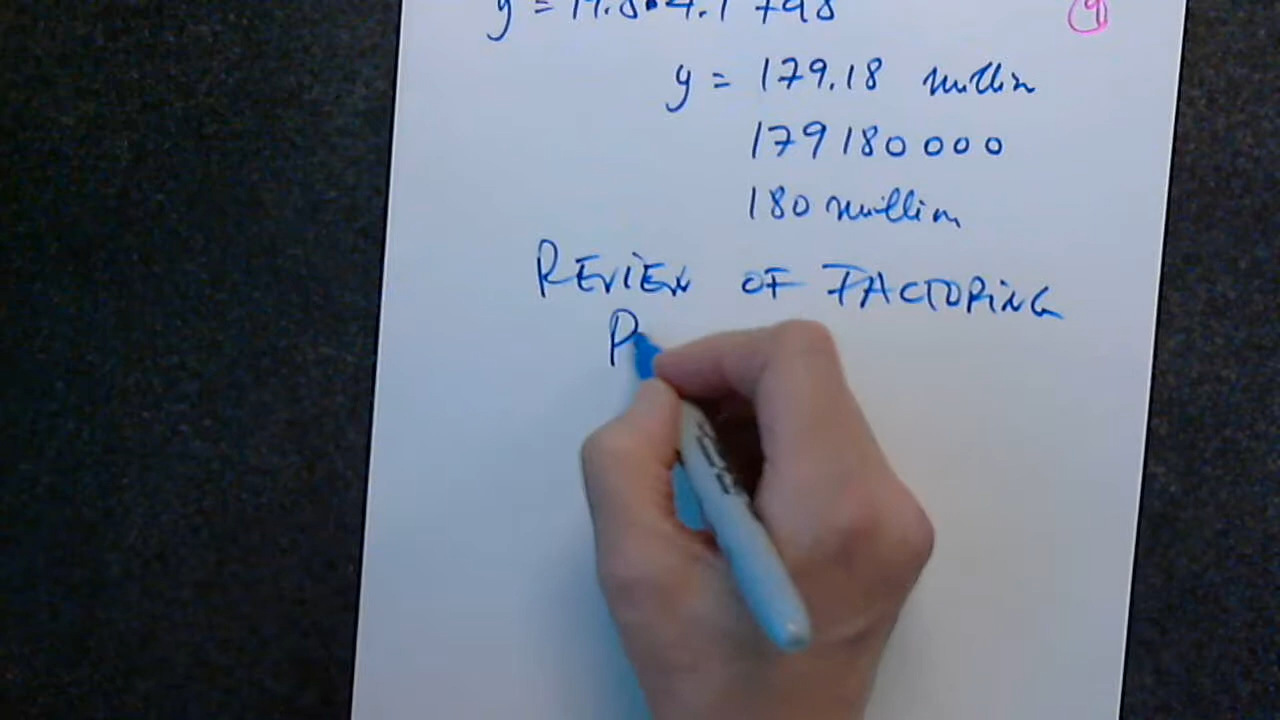 y = 179.18 million
179180000
180 million
REVIEW OF FACTORING
P